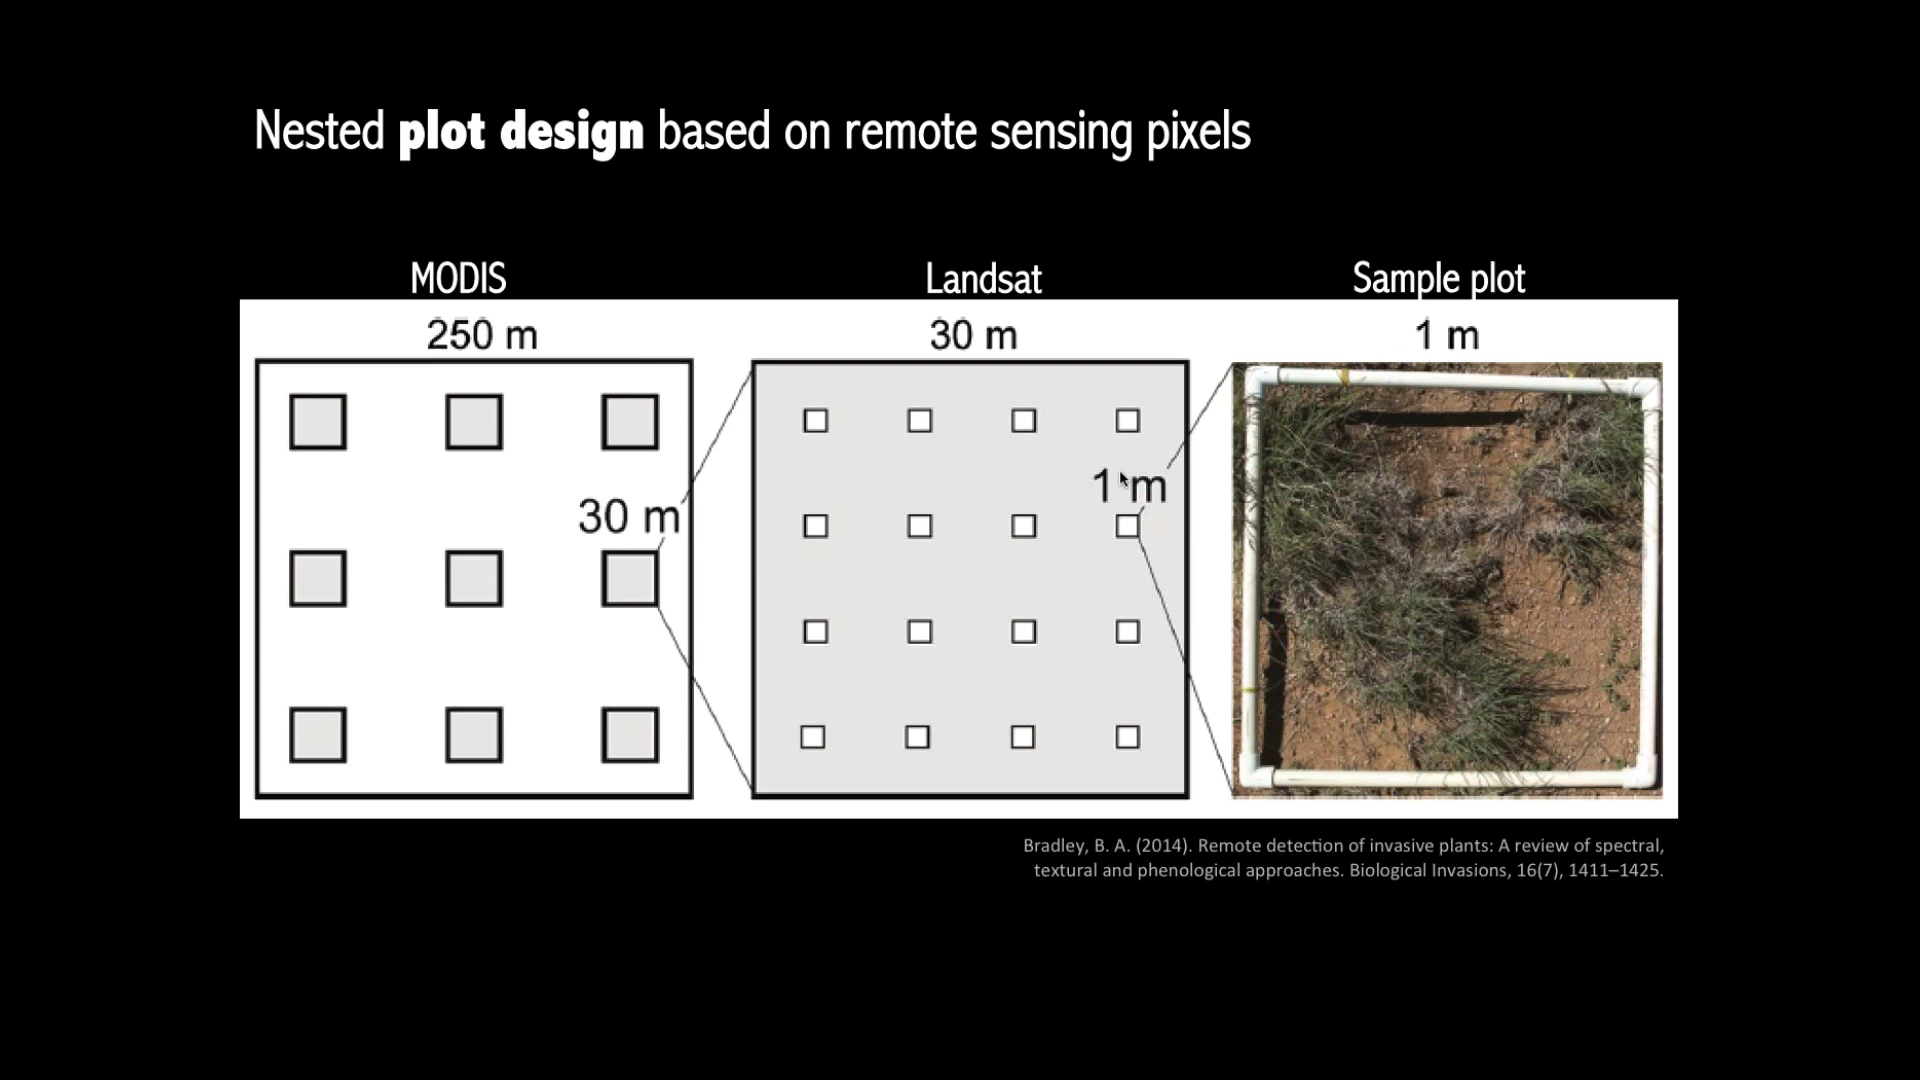 Nested plot design based on remote sensing pixels
MODIS
Landsat
Sample plot
250 m
30 m
1 m
30 m
1 m
Bradley, B. A. (2014). Remote detection of invasive plants: A review of spectral,
textural and phenological approaches. Biological Invasions, 16(7), 1411–1425.